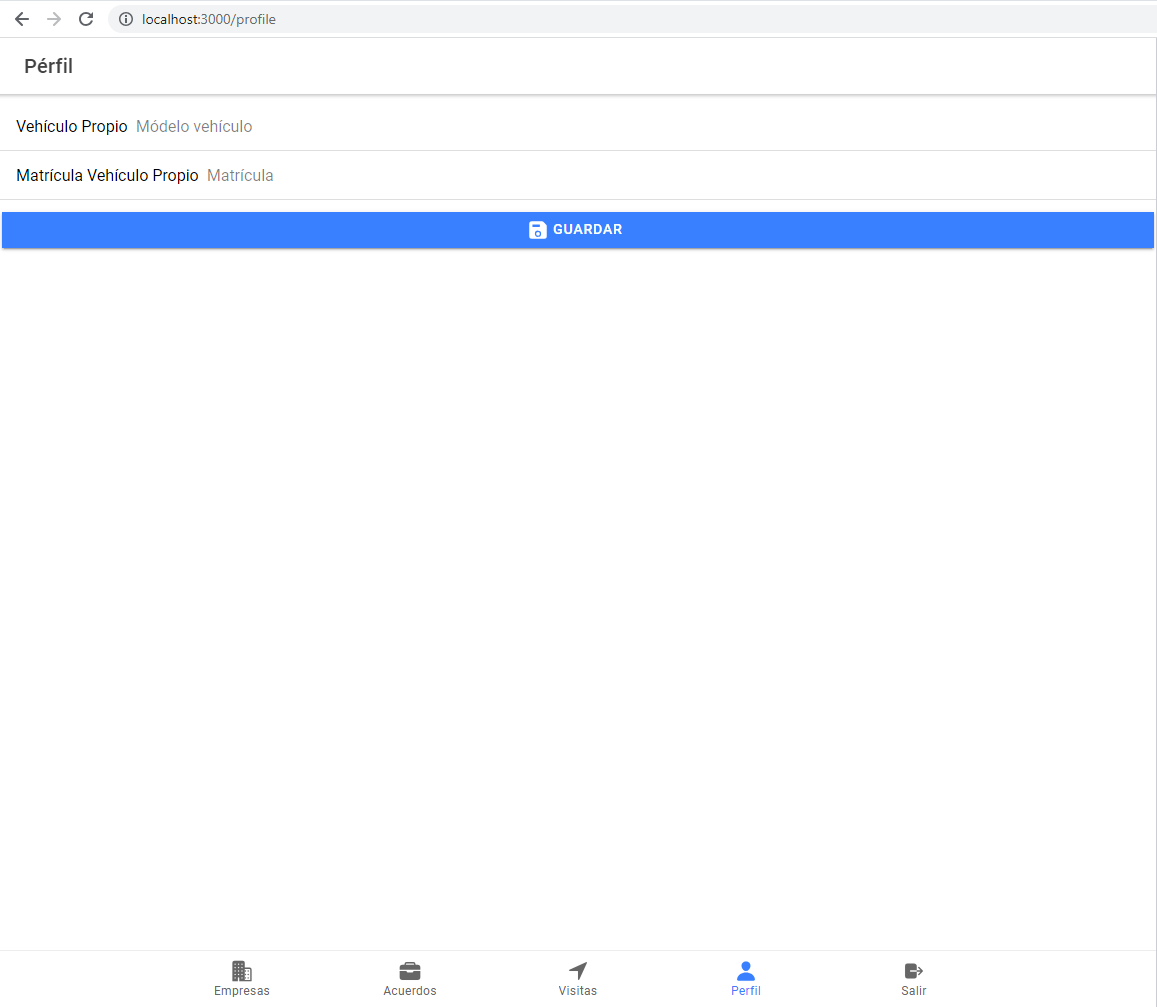 localhost:3000/profile
Pérfil
Vehículo Propio Módelo vehículo
Matrícula Vehículo Propio Matrícula
GUARDAR
Empresas Acuerdos Visitas Perfil Salir